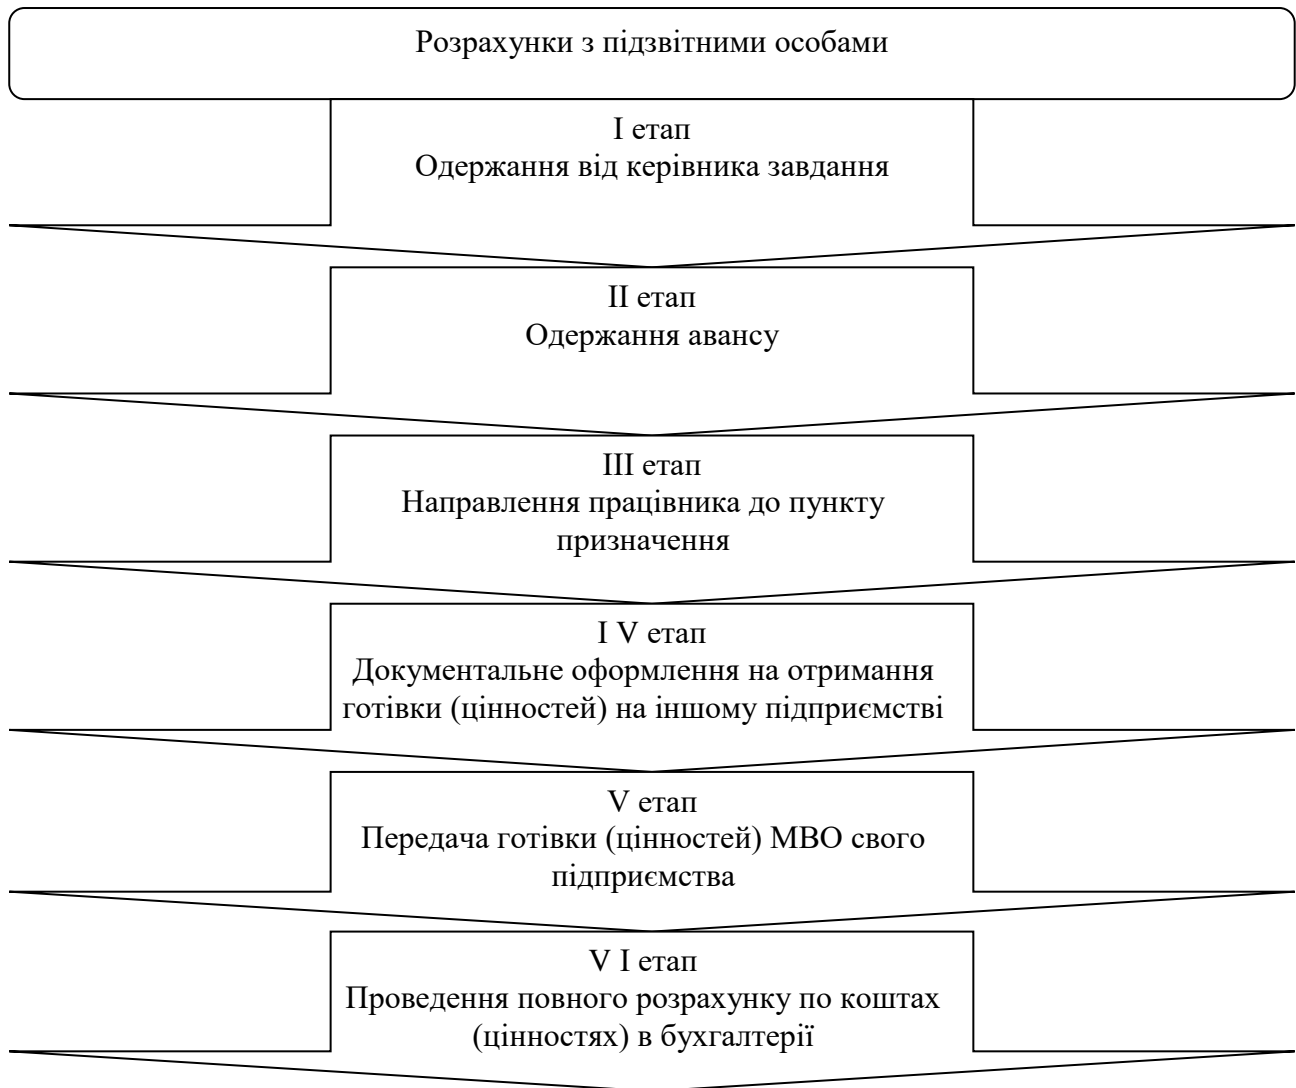 Розрахунки з підзвітними особами
І етап
Одержання від керівника завдання
ІІ етап
Одержання авансу
ІІІ етап
Направлення працівника до пункту
призначення
І V етап
Документальне оформлення на отримання
готівки (цінностей) на іншому підприємстві
V етап
Передача готівки (цінностей) МВО свого
підприємства
V І етап
Проведення повного розрахунку по коштах
(цінностях) в бухгалтерії